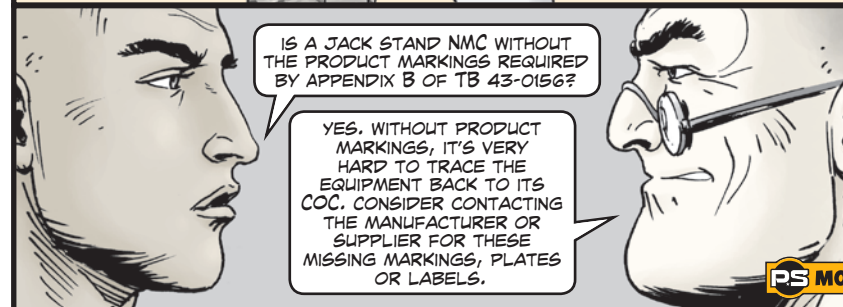 IS A JACK STAND NMC WITHOUT
THE PRODUCT MARKINGS REQUIRED
BY APPENDIX B OF TB 43-0156?
YES. WITHOUT PRODUCT
MARKINGS, IT'S VERY
HARD TO TRACE THE
EQUIPMENT BACK TO ITS
COC. CONSIDER CONTACTING
THE MANUFACTURER OR
SUPPLIER FOR THESE
MISSING MARKINGS, PLATES
OR LABELS.
PS MO